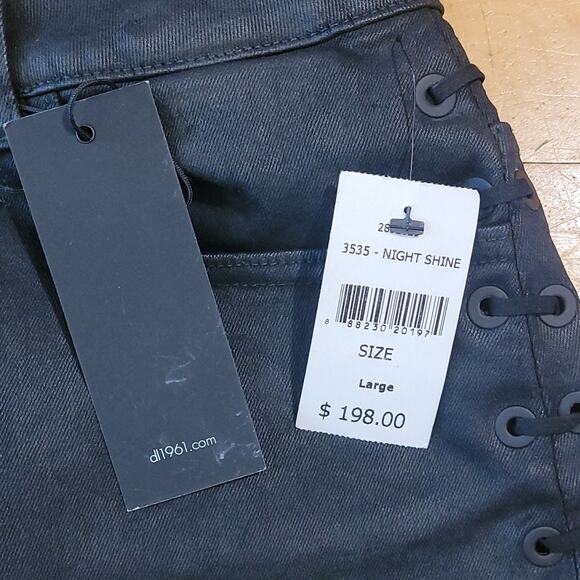 dl1961.com
28
3535 - NIGHT SHINE
8 88230 20197
SIZE
Large
$ 198.00